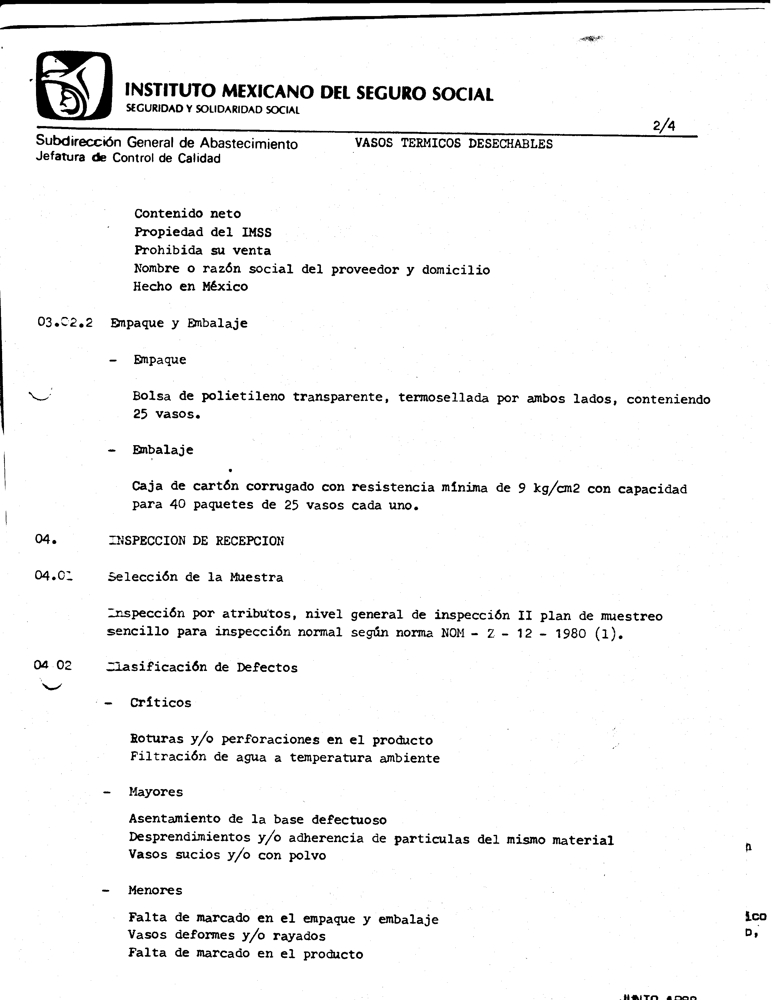 INSTITUTO MEXICANO DEL SEGURO SOCIAL
SEGURIDAD Y SOLIDARIDAD SOCIAL
2/4
Subdirección General de Abastecimiento VASOS TERMICOS DESECHABLES
Jefatura de Control de Calidad
Contenido neto
Propiedad del IMSS
Prohibida su venta
Nombre o razón social del proveedor y domicilio
Hecho en México
03.02.2 Empaque y Embalaje
- Empaque
Bolsa de polietileno transparente, termosellada por ambos lados, conteniendo
25 vasos.
- Embalaje
Caja de cartón corrugado con resistencia mínima de 9 kg/cm2 con capacidad
para 40 paquetes de 25 vasos cada uno.
04. INSPECCION DE RECEPCION
04.01 Selección de la Muestra
Inspección por atributos, nivel general de inspección II plan de muestreo
sencillo para inspección normal según norma NOM - Z - 12 - 1980 (1).
04 02 Clasificación de Defectos
- Críticos
Roturas y/o perforaciones en el producto
Filtración de agua a temperatura ambiente
- Mayores
Asentamiento de la base defectuoso
Desprendimientos y/o adherencia de particulas del mismo material
n
Vasos sucios y/o con polvo
- Menores
Falta de marcado en el empaque y embalaje
ico
Vasos deformes y/o rayados
Falta de marcado en el producto